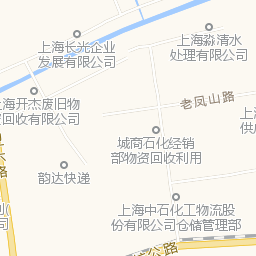 上海长光企业
发展有限公司
上海淼清水
处理有限公司
老凤山路
上海开杰废旧物
资回收有限公司
城商石化经销
部物资回收利用
韵达快递
上海中石化工物流股
份有限公司仓储管理部
公路